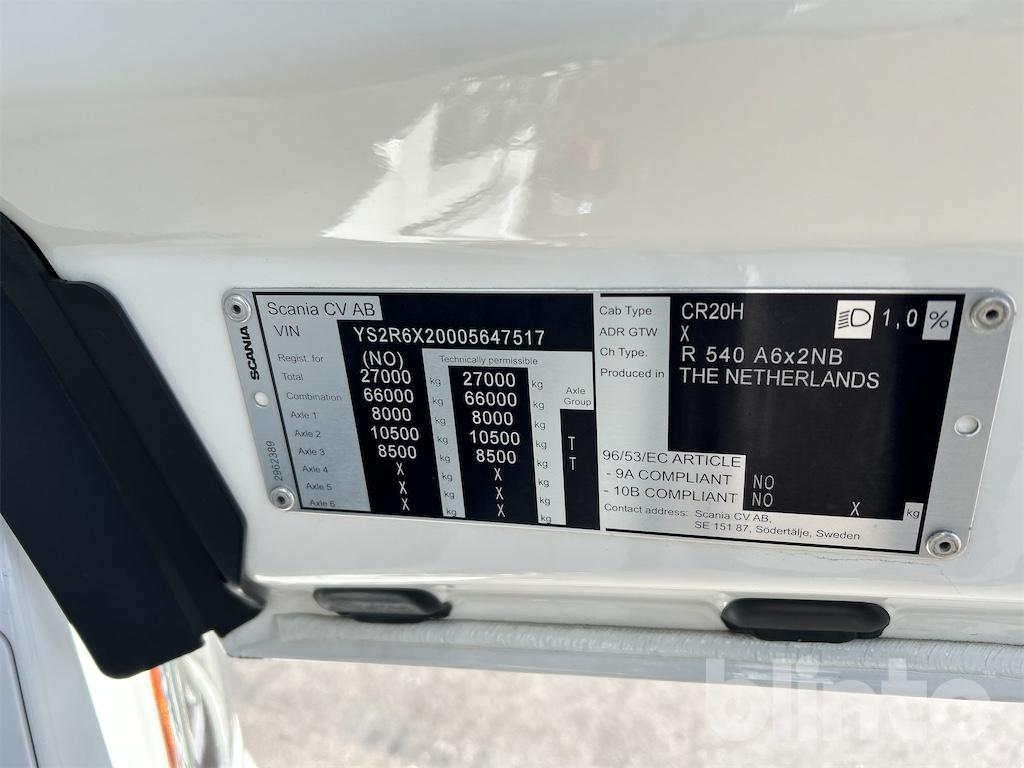 Scania CV AB
VIN YS2R6X20005647517
SCANIA
2962389
Regist. for (NO) Technically permissible
Total 27000 kg 27000 kg Axle Group
Combination 66000 kg 66000 kg
Axle 1 8000 kg 8000 kg
Axle 2 10500 kg 10500 kg T
Axle 3 8500 kg 8500 kg T
Axle 4 X kg X kg
Axle 5 X kg X kg
Axle 6 X kg X kg
Cab Type CR20H 1,0 %
ADR GTW X
Ch Type. R 540 A6x2NB
Produced in THE NETHERLANDS
96/53/EC ARTICLE
- 9A COMPLIANT NO
- 10B COMPLIANT NO X kg
Contact address: Scania CV AB,
SE 151 87, Södertälje, Sweden
blinto